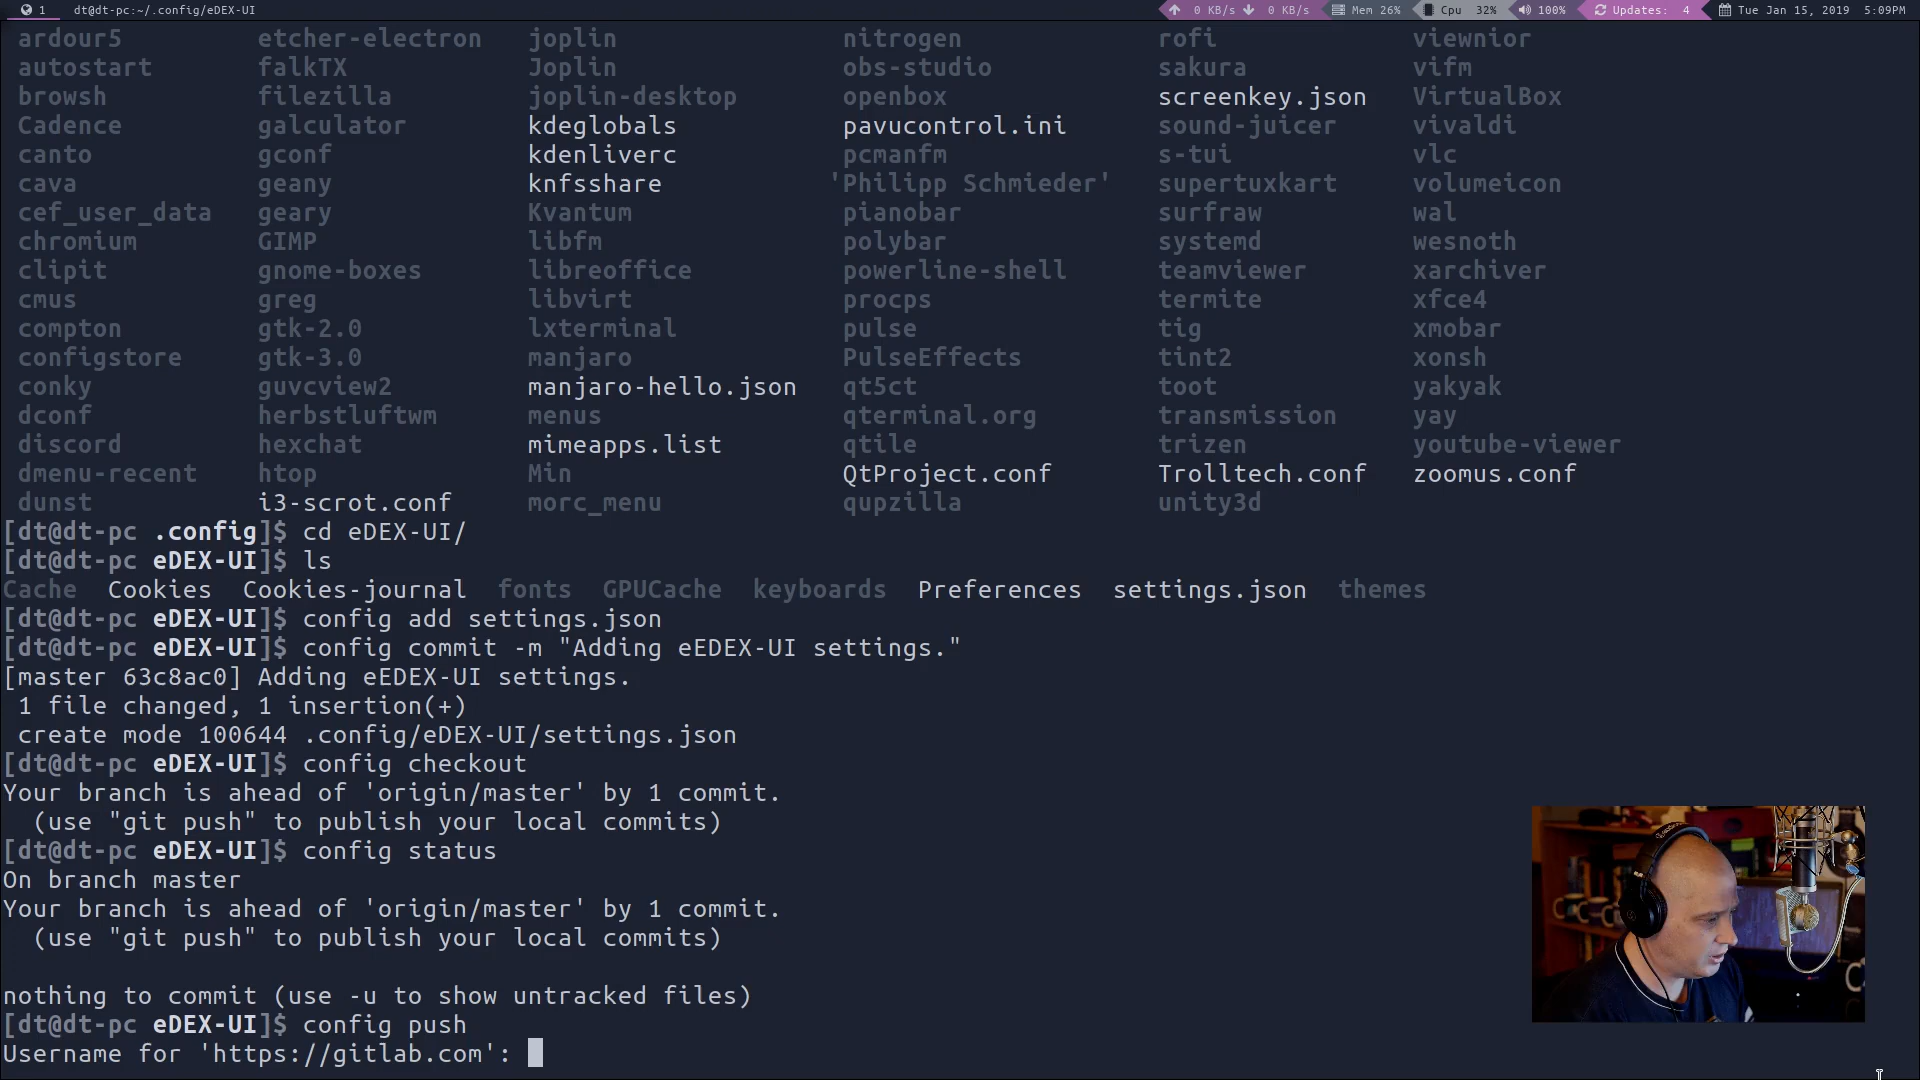 1 dt@dt-pc:~/.config/eDEX-UI 0 KB/s 0 KB/s Mem 26% Cpu 32% 100% Updates: 4 Tue Jan 15, 2019 5:09PM
ardour5 etcher-electron joplin nitrogen rofi viewnior
autostart falkTX Joplin obs-studio sakura vifm
browsh filezilla joplin-desktop openbox screenkey.json VirtualBox
Cadence galculator kdeglobals pavucontrol.ini sound-juicer vivaldi
canto gconf kdenliverc pcmanfm s-tui vlc
cava geany knfsshare 'Philipp Schmieder' supertuxkart volumeicon
cef_user_data geary Kvantum pianobar surfraw wal
chromium GIMP libfm polybar systemd wesnoth
clipit gnome-boxes libreoffice powerline-shell teamviewer xarchiver
cmus greg libvirt procps termite xfce4
compton gtk-2.0 lxterminal pulse tig xmobar
configstore gtk-3.0 manjaro PulseEffects tint2 xonsh
conky guvcview2 manjaro-hello.json qt5ct toot yakyak
dconf herbstluftwm menus qterminal.org transmission yay
discord hexchat mimeapps.list qtile trizen youtube-viewer
dmenu-recent htop Min QtProject.conf Trolltech.conf zoomus.conf
dunst i3-scrot.conf morc_menu qupzilla unity3d
[dt@dt-pc .config]$ cd eDEX-UI/
[dt@dt-pc eDEX-UI]$ ls
Cache Cookies Cookies-journal fonts GPUCache keyboards Preferences settings.json themes
[dt@dt-pc eDEX-UI]$ config add settings.json
[dt@dt-pc eDEX-UI]$ config commit -m "Adding eEDEX-UI settings."
[master 63c8ac0] Adding eEDEX-UI settings.
1 file changed, 1 insertion(+)
create mode 100644 .config/eDEX-UI/settings.json
[dt@dt-pc eDEX-UI]$ config checkout
Your branch is ahead of 'origin/master' by 1 commit.
(use "git push" to publish your local commits)
[dt@dt-pc eDEX-UI]$ config status
On branch master
Your branch is ahead of 'origin/master' by 1 commit.
(use "git push" to publish your local commits)
nothing to commit (use -u to show untracked files)
[dt@dt-pc eDEX-UI]$ config push
Username for 'https://gitlab.com':